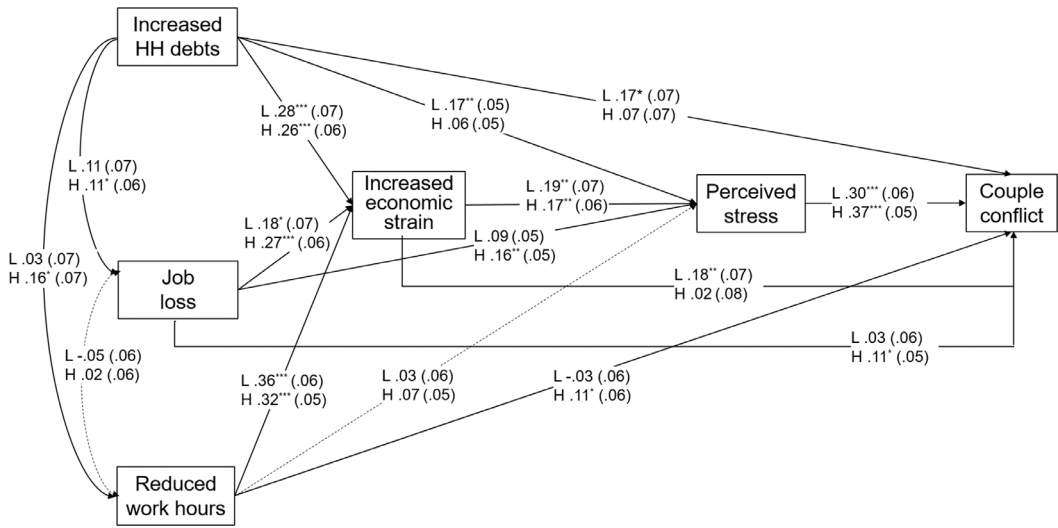 Increased
HH debts
L .17* (.07)
H .07 (.07)
L .28*** (.07)
H .26*** (.06)
L .17** (.05)
H .06 (.05)
L .11 (.07)
H .11* (.06)
Increased
economic
strain
L .19** (.07)
H .17** (.06)
Perceived
stress
L .30*** (.06)
H .37*** (.05)
Couple
conflict
L .18* (.07)
H .27*** (.06)
L .09 (.05)
H .16** (.05)
L .03 (.07)
H .16* (.07)
Job
loss
L .18** (.07)
H .02 (.08)
L -.05 (.06)
H .02 (.06)
L .03 (.06)
H .11* (.05)
L .36*** (.06)
H .32*** (.05)
L .03 (.06)
H .07 (.05)
L -.03 (.06)
H .11* (.06)
Reduced
work hours